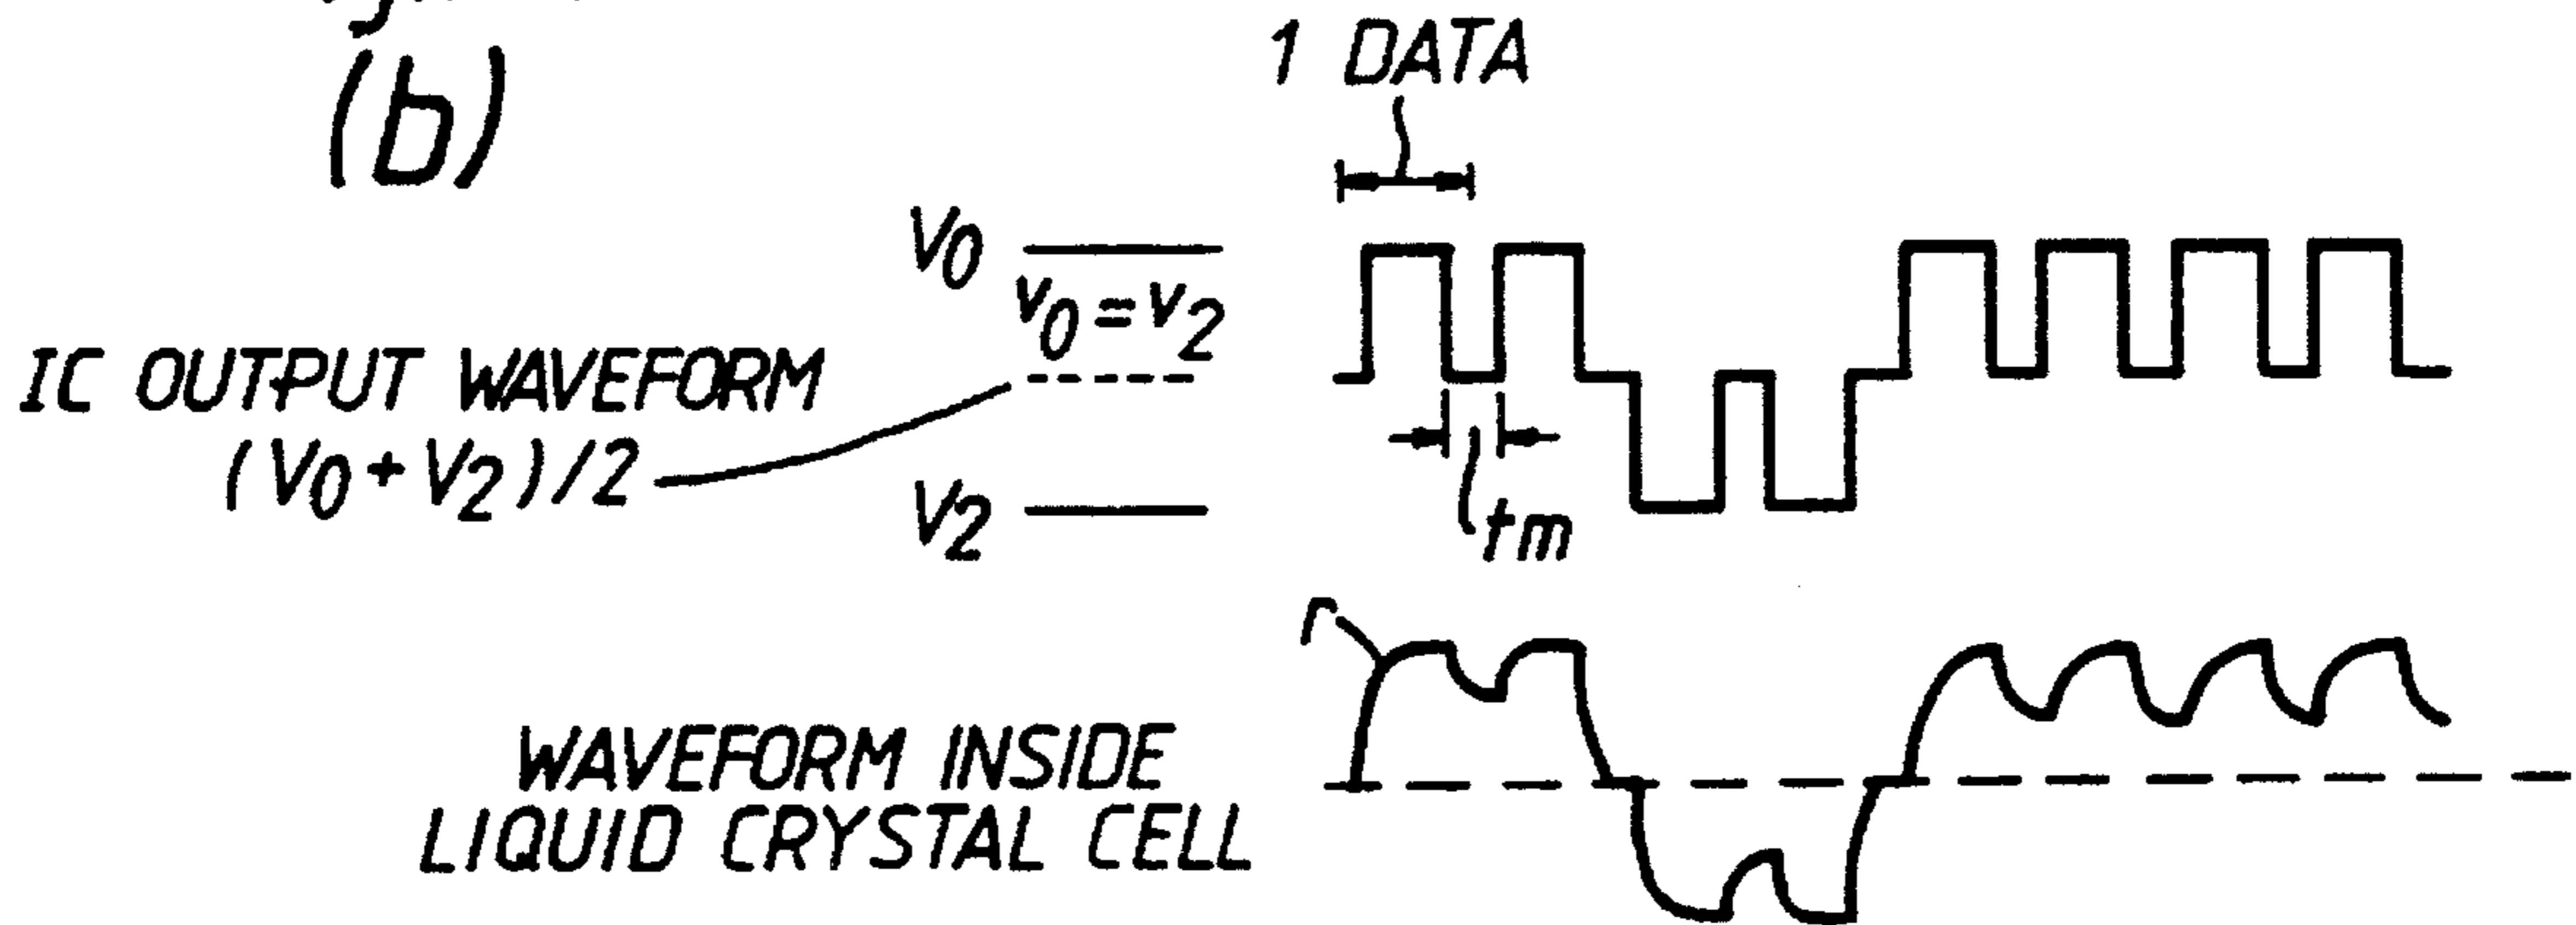 (b)
1 DATA
V0
v0=v2
IC OUTPUT WAVEFORM
(V0+V2)/2
V2
tm
r
WAVEFORM INSIDE
LIQUID CRYSTAL CELL